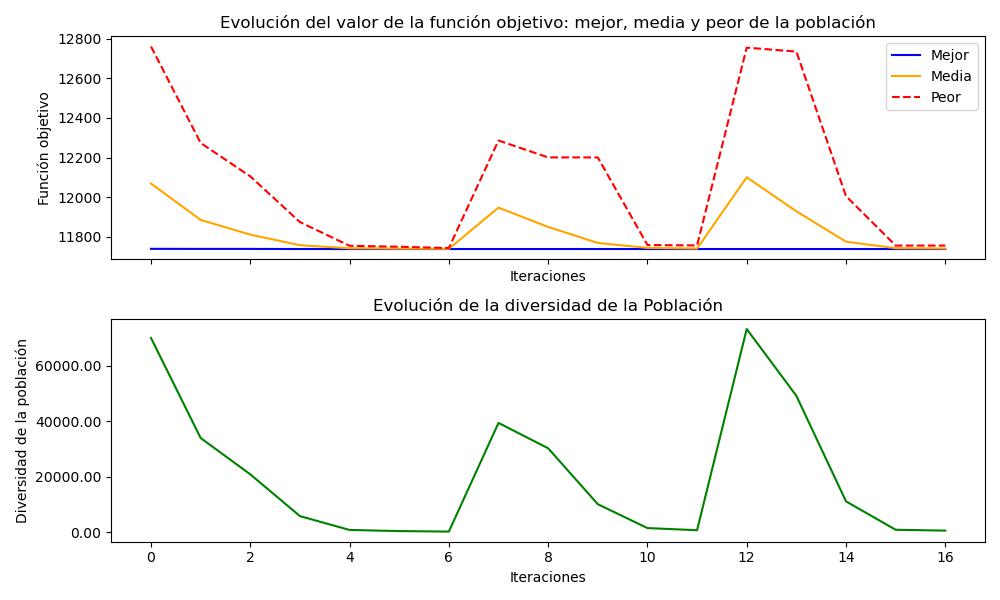 Evolución del valor de la función objetivo: mejor, media y peor de la población
Función objetivo
12800
12600
12400
12200
12000
11800
Mejor
Media
Peor
Iteraciones
Evolución de la diversidad de la Población
Diversidad de la población
60000.00
40000.00
20000.00
0.00
0 2 4 6 8 10 12 14 16
Iteraciones